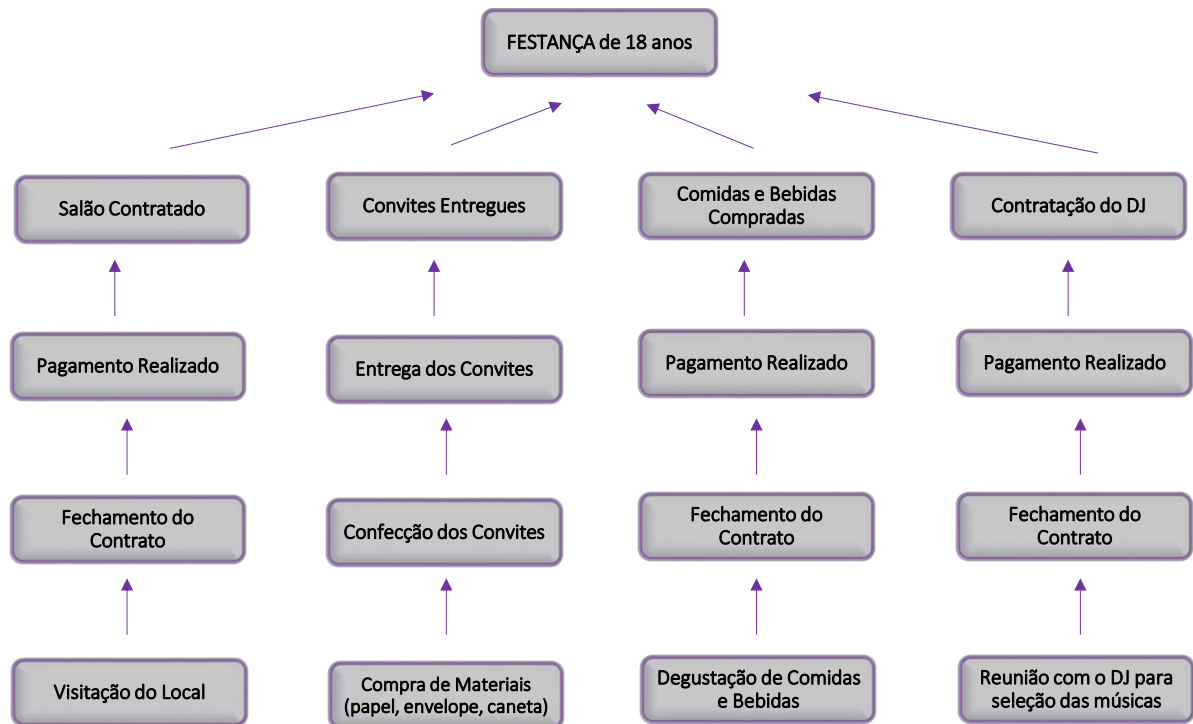 FESTANÇA de 18 anos
Salão Contratado
Convites Entregues
Comidas e Bebidas
Compradas
Contratação do DJ
Pagamento Realizado
Entrega dos Convites
Pagamento Realizado
Pagamento Realizado
Fechamento do
Contrato
Confecção dos Convites
Fechamento do
Contrato
Fechamento do
Contrato
Visitação do Local
Compra de Materiais
(papel, envelope, caneta)
Degustação de Comidas
e Bebidas
Reunião com o DJ para
seleção das músicas